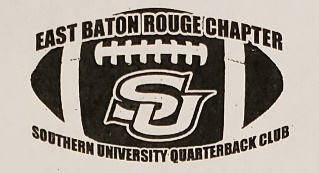 EAST BATON ROUGE CHAPTER
SU
SOUTHERN UNIVERSITY QUARTERBACK CLUB